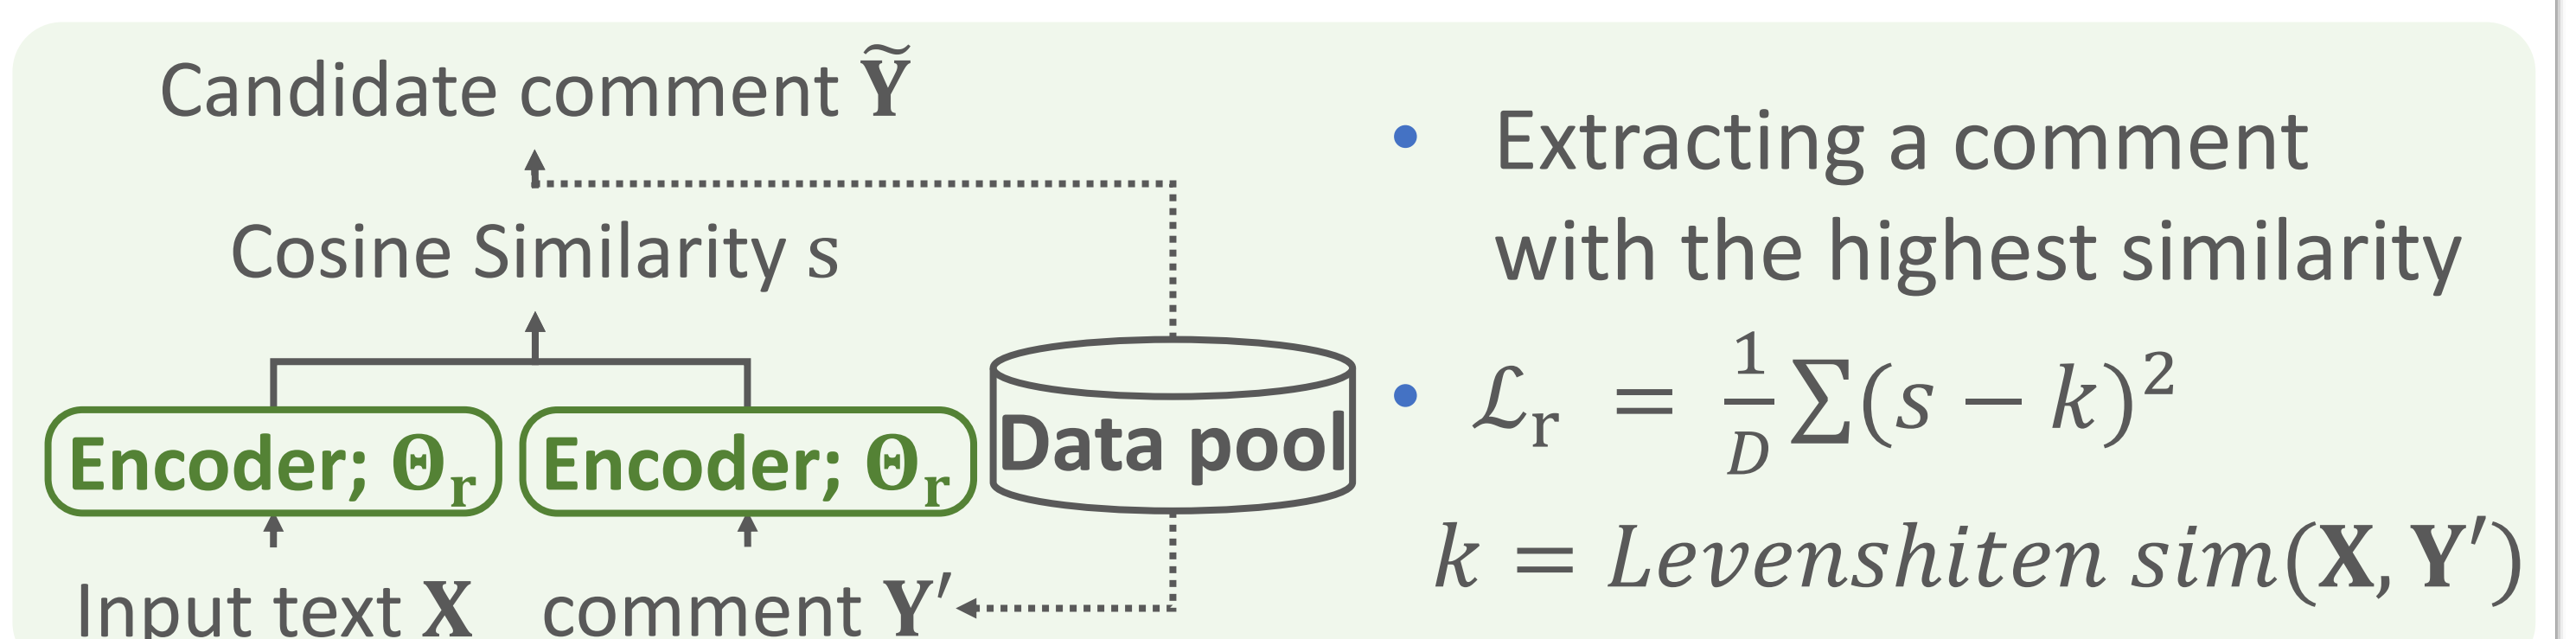 Candidate comment Ỹ
Cosine Similarity s
Encoder; Θr Encoder; Θr
Data pool
Input text X comment Y′
• Extracting a comment
with the highest similarity
• ℒr = 1/D ∑(s − k)²
k = Levenshiten sim(X, Y′)